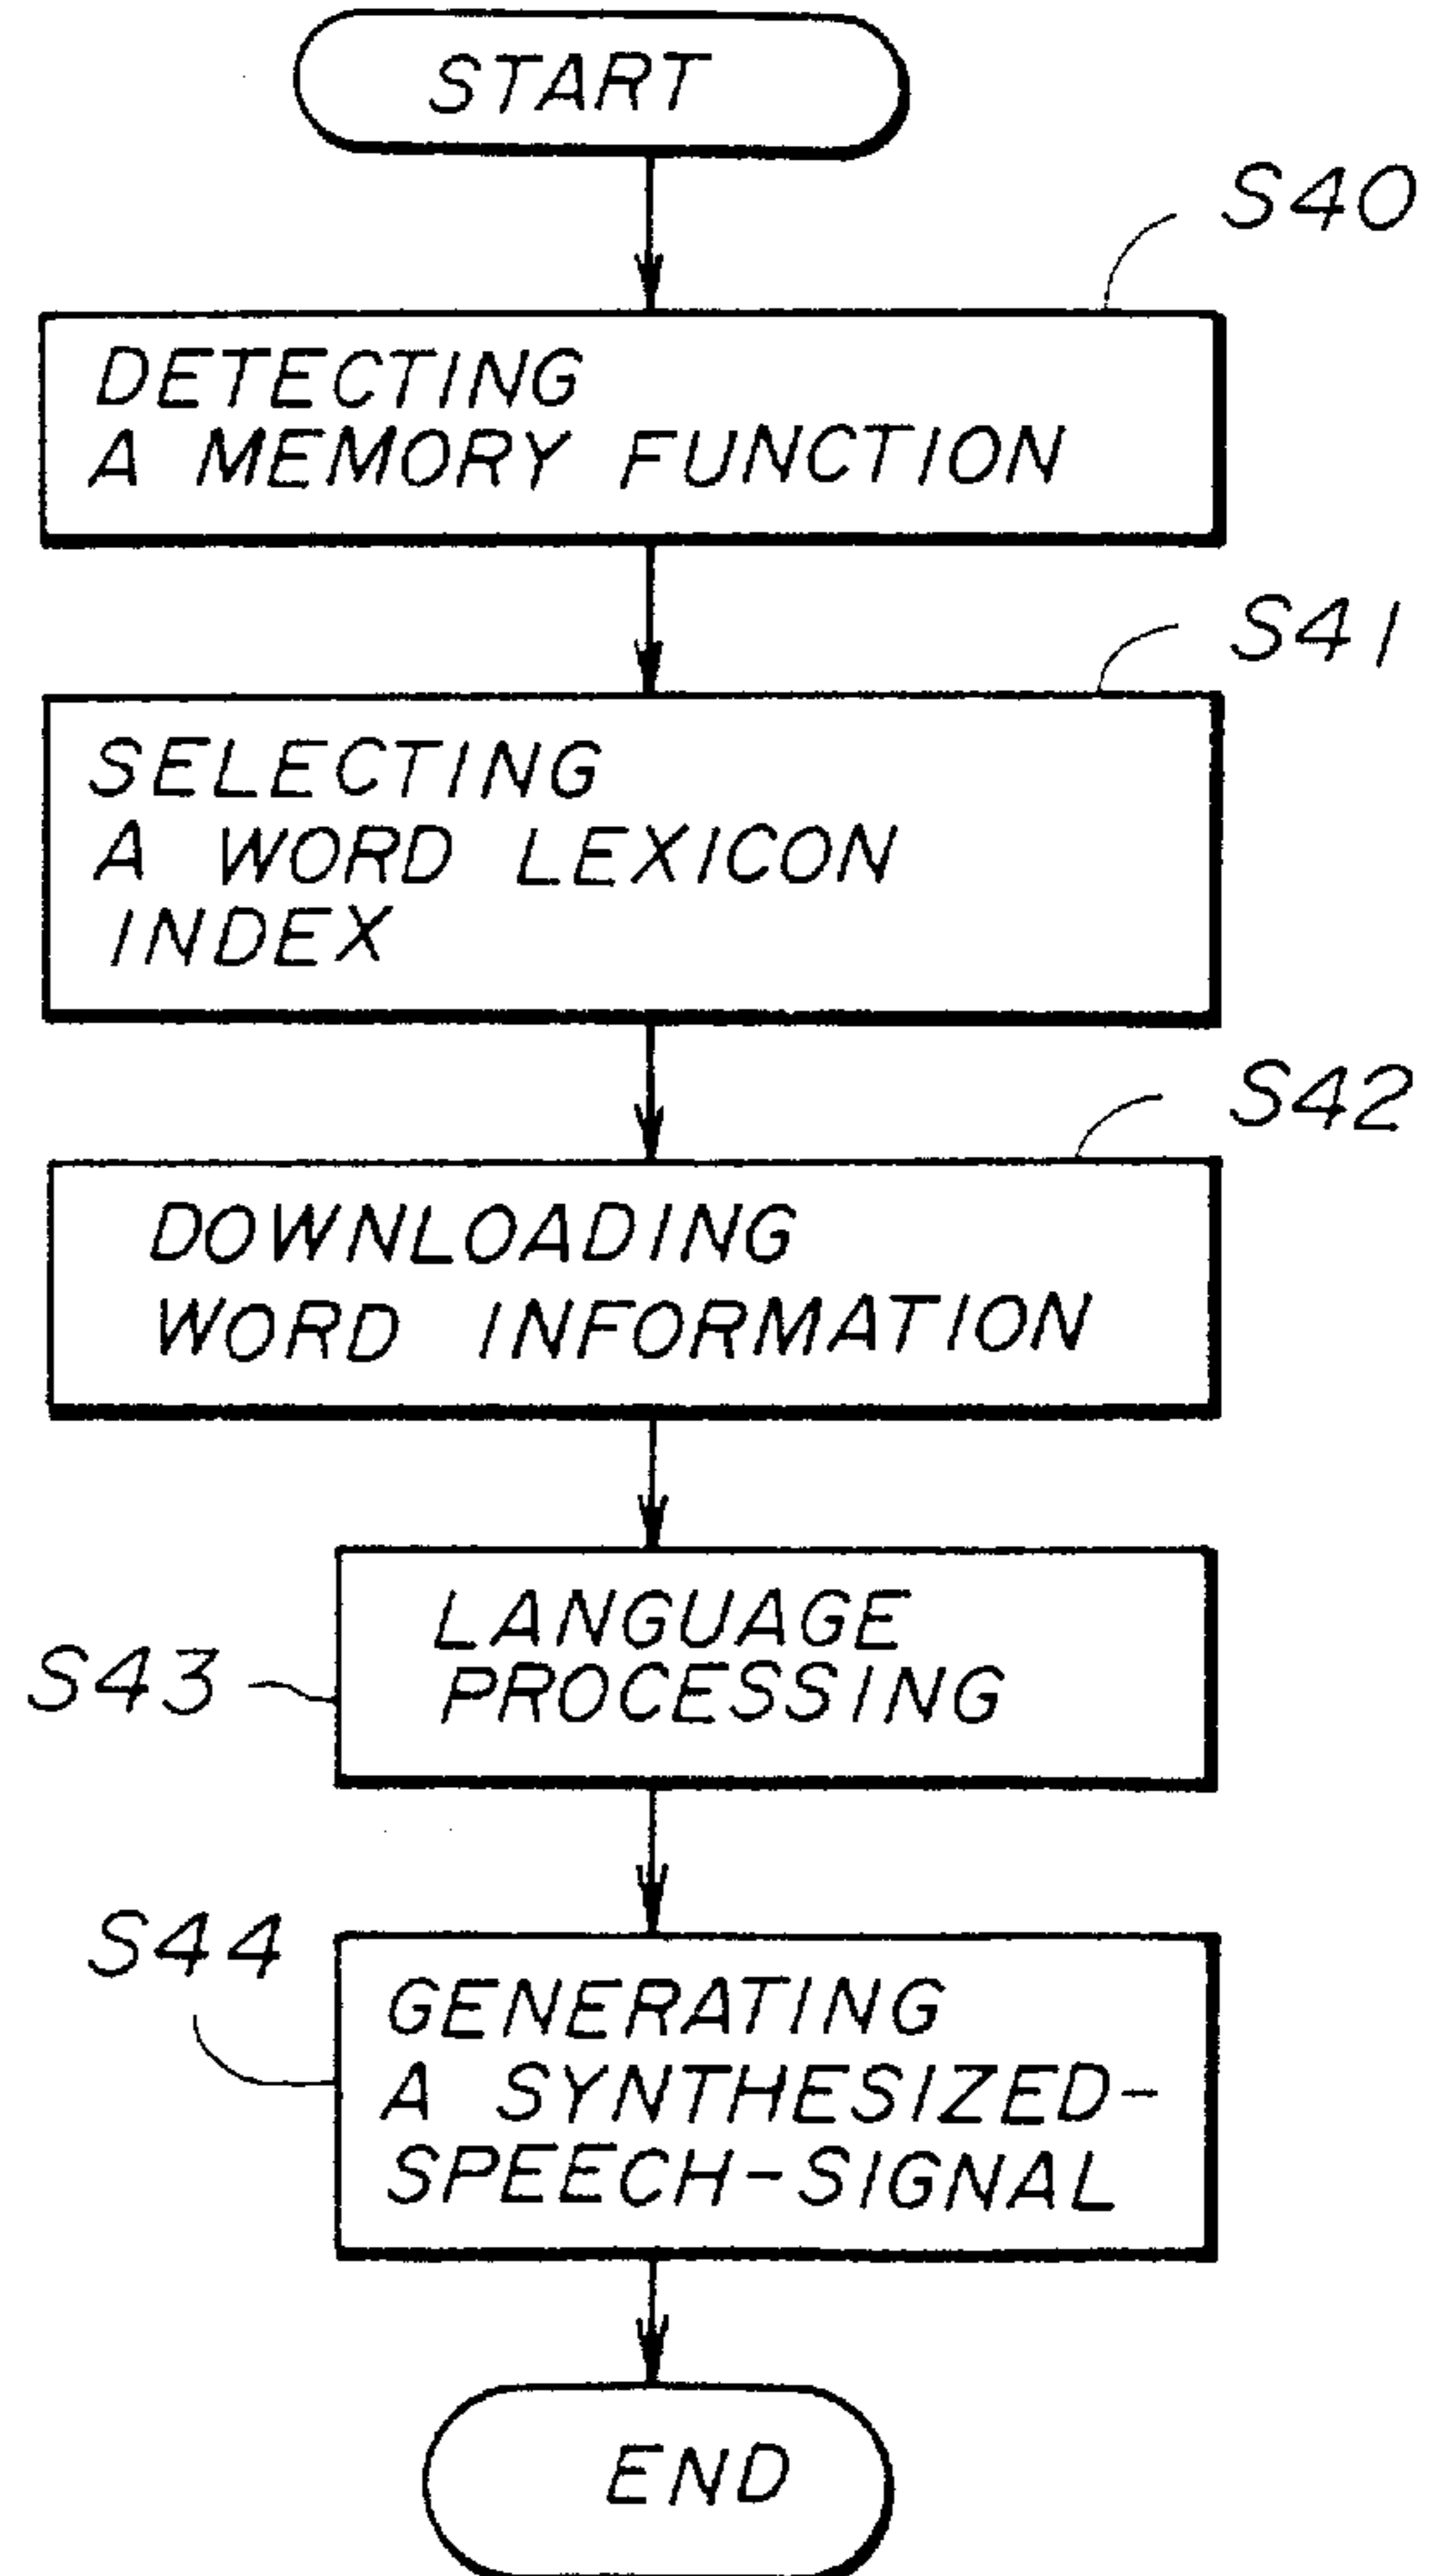 START
S40
DETECTING
A MEMORY FUNCTION
S41
SELECTING
A WORD LEXICON
INDEX
S42
DOWNLOADING
WORD INFORMATION
S43
LANGUAGE
PROCESSING
S44
GENERATING
A SYNTHESIZED-
SPEECH-SIGNAL
END